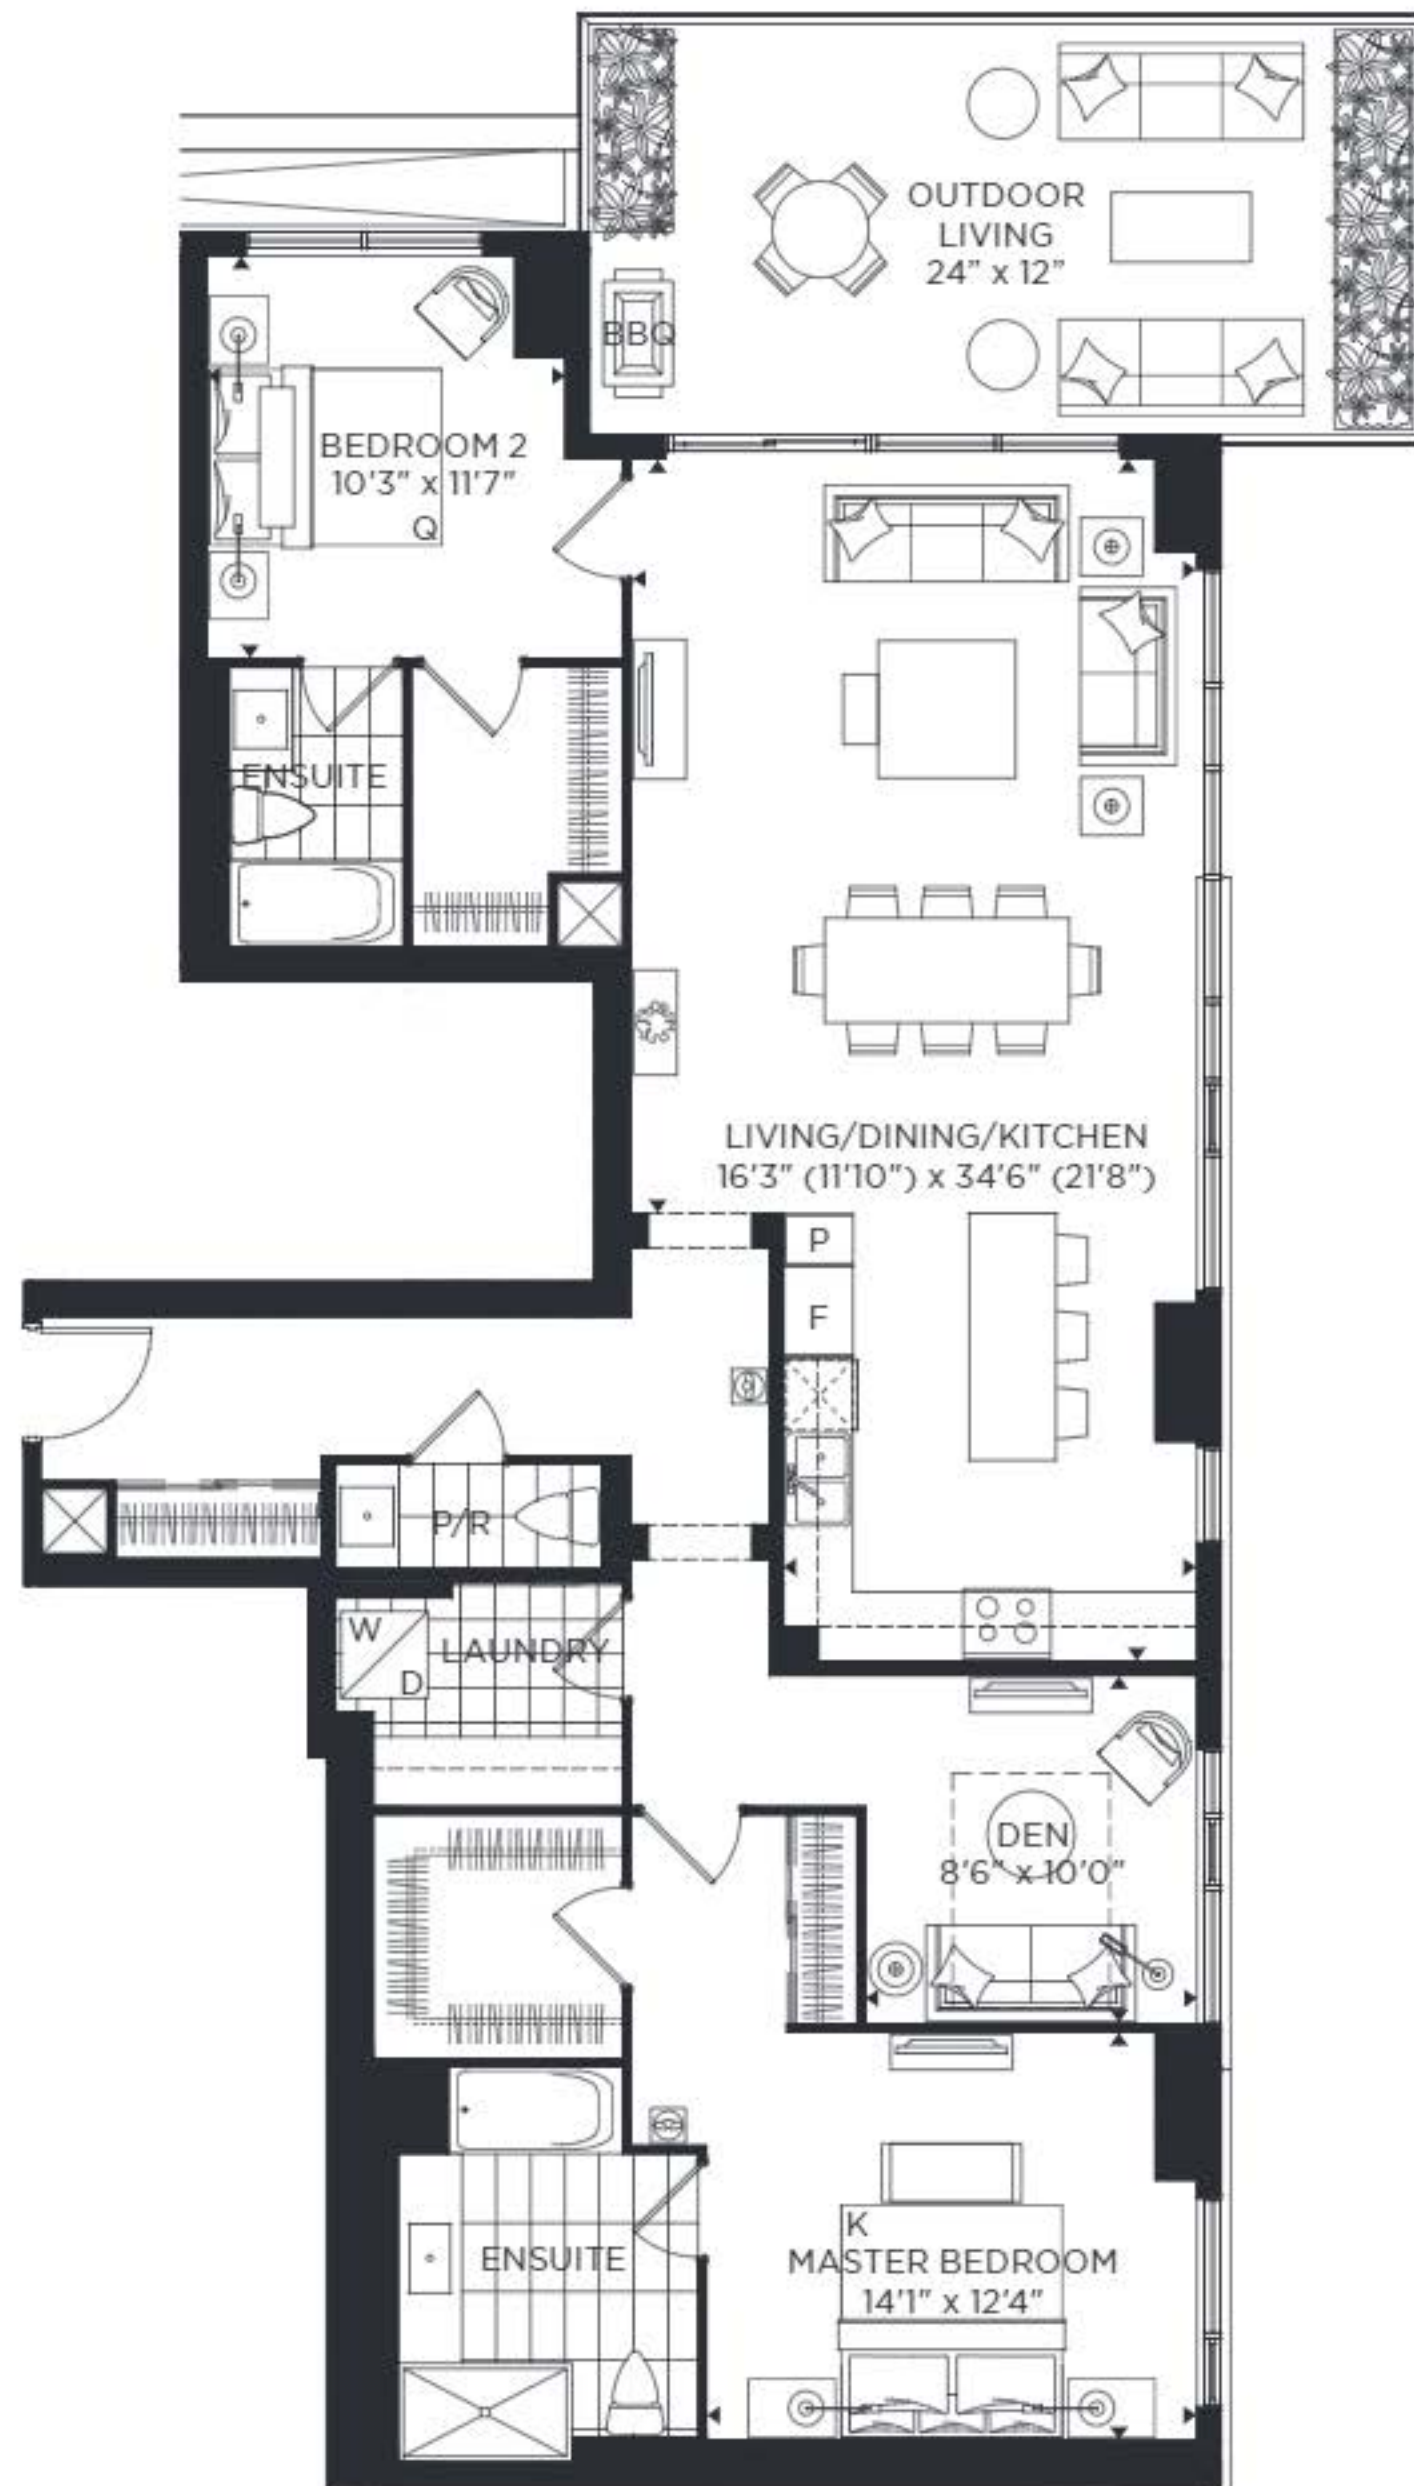 OUTDOOR
LIVING
24" x 12"
BBQ
BEDROOM 2
10'3" x 11'7"
Q
ENSUITE
LIVING/DINING/KITCHEN
16'3" (11'10") x 34'6" (21'8")
P
F
P/R
W
LAUNDRY
D
DEN
8'6" x 10'0"
K
ENSUITE
MASTER BEDROOM
14'1" x 12'4"